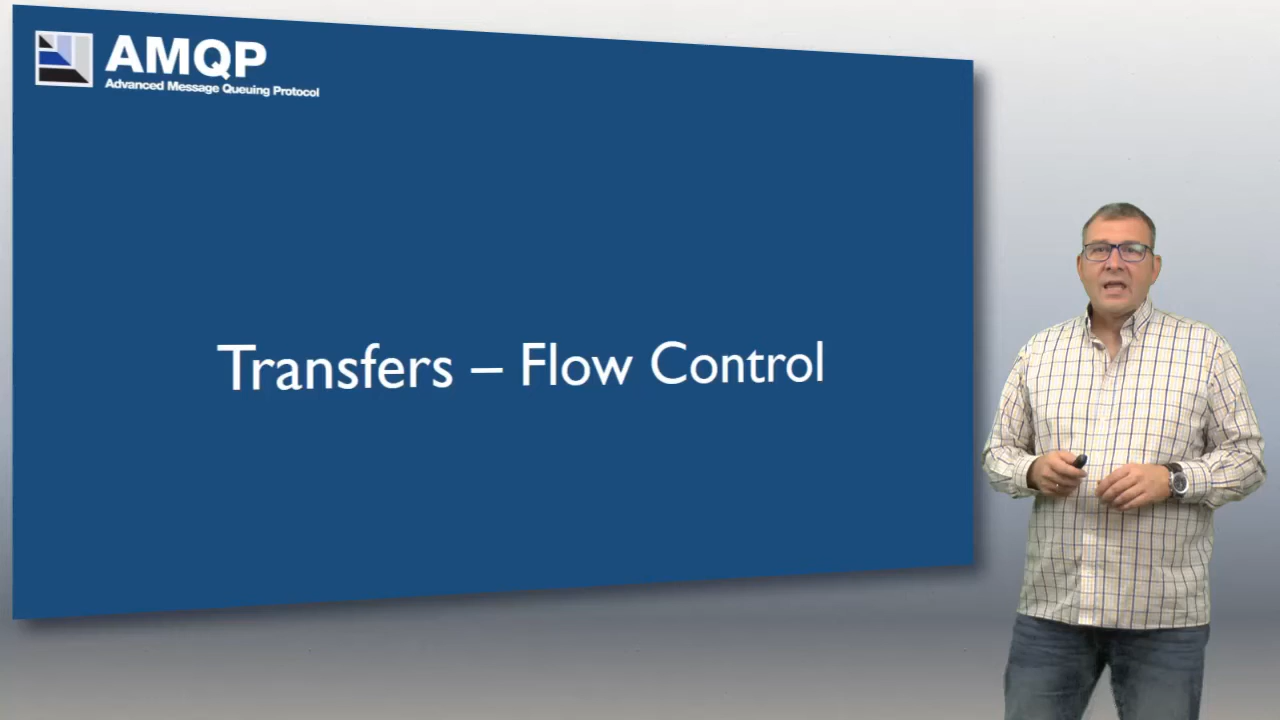 AMQP
Advanced Message Queuing Protocol
Transfers – Flow Control